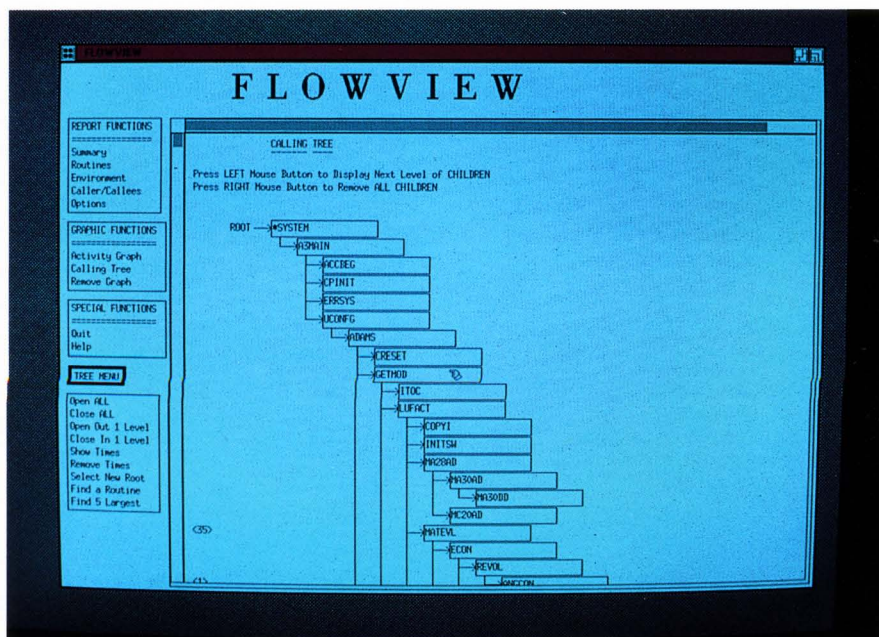 FLOWVIEW
F L O W V I E W
REPORT FUNCTIONS
================
Summary
Routines
Environment
Caller/Callees
Options
GRAPHIC FUNCTIONS
=================
Activity Graph
Calling Tree
Remove Graph
SPECIAL FUNCTIONS
=================
Quit
Help
TREE MENU
Open ALL
Close ALL
Open Out 1 Level
Close In 1 Level
Show Times
Remove Times
Select New Root
Find a Routine
Find 5 Largest
CALLING TREE
Press LEFT Mouse Button to Display Next Level of CHILDREN
Press RIGHT Mouse Button to Remove ALL CHILDREN
ROOT *SYSTEM
A3MAIN
ACCBEG
CPINIT
ERRSYS
UCONFG
ADAMS
CRESET
GETMOD
ITOC
LUFACT
COPYI
INITSW
MA28AD
MA30AD
MA30DD
MC20AD
<35> MATEVL
ECON
REVOL
<1>